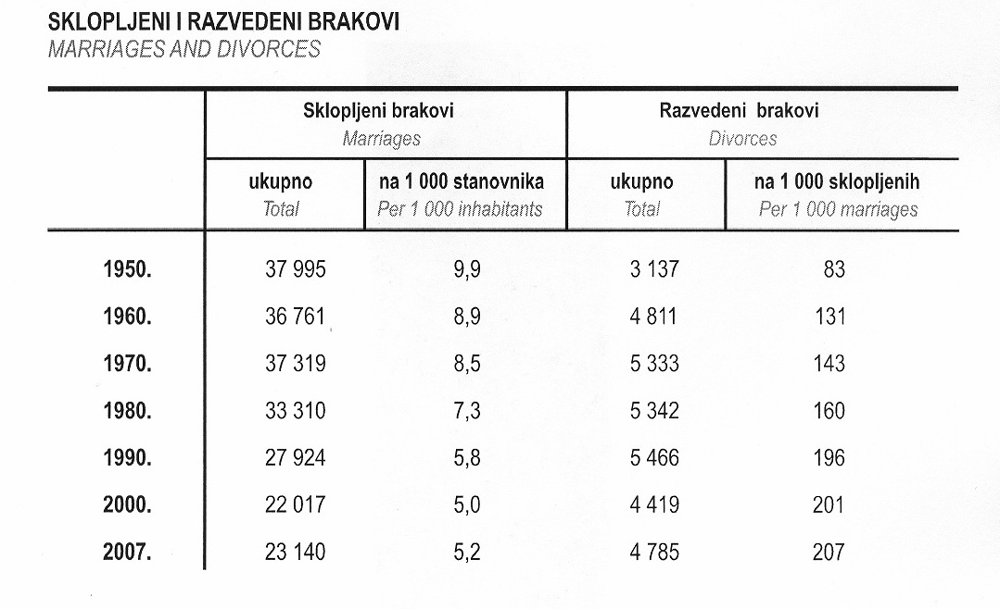 SKLOPLJENI I RAZVEDENI BRAKOVI
MARRIAGES AND DIVORCES
Sklopljeni brakovi Razvedeni brakovi
Marriages Divorces
ukupno na 1 000 stanovnika ukupno na 1 000 sklopljenih
Total Per 1 000 inhabitants Total Per 1 000 marriages
1950. 37 995 9,9 3 137 83
1960. 36 761 8,9 4 811 131
1970. 37 319 8,5 5 333 143
1980. 33 310 7,3 5 342 160
1990. 27 924 5,8 5 466 196
2000. 22 017 5,0 4 419 201
2007. 23 140 5,2 4 785 207